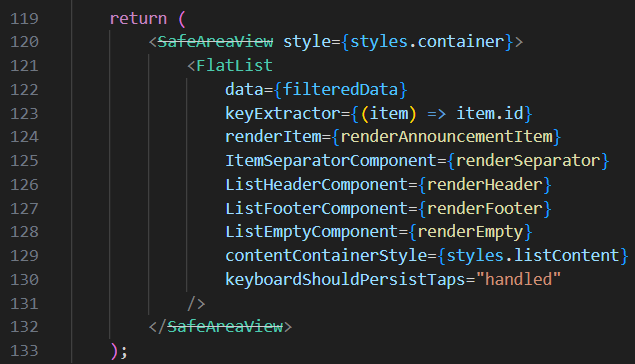 119 return (
120 <SafeAreaView style={styles.container}>
121 <FlatList
122 data={filteredData}
123 keyExtractor={(item) => item.id}
124 renderItem={renderAnnouncementItem}
125 ItemSeparatorComponent={renderSeparator}
126 ListHeaderComponent={renderHeader}
127 ListFooterComponent={renderFooter}
128 ListEmptyComponent={renderEmpty}
129 contentContainerStyle={styles.listContent}
130 keyboardShouldPersistTaps="handled"
131 />
132 </SafeAreaView>
133 );